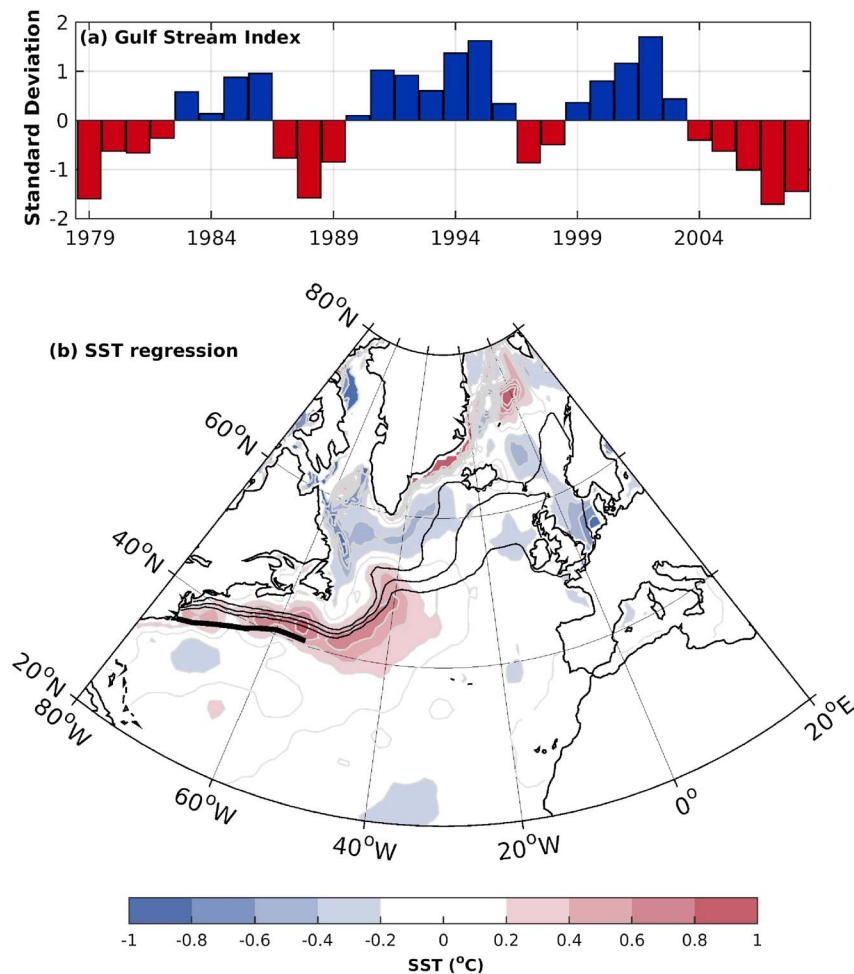 (a) Gulf Stream Index
Standard Deviation
2
1
0
-1
-2
1979 1984 1989 1994 1999 2004
(b) SST regression
80°N
60°N
40°N
20°N
80°W
60°W
40°W
20°W
0°
20°E
-1 -0.8 -0.6 -0.4 -0.2 0 0.2 0.4 0.6 0.8 1
SST (°C)